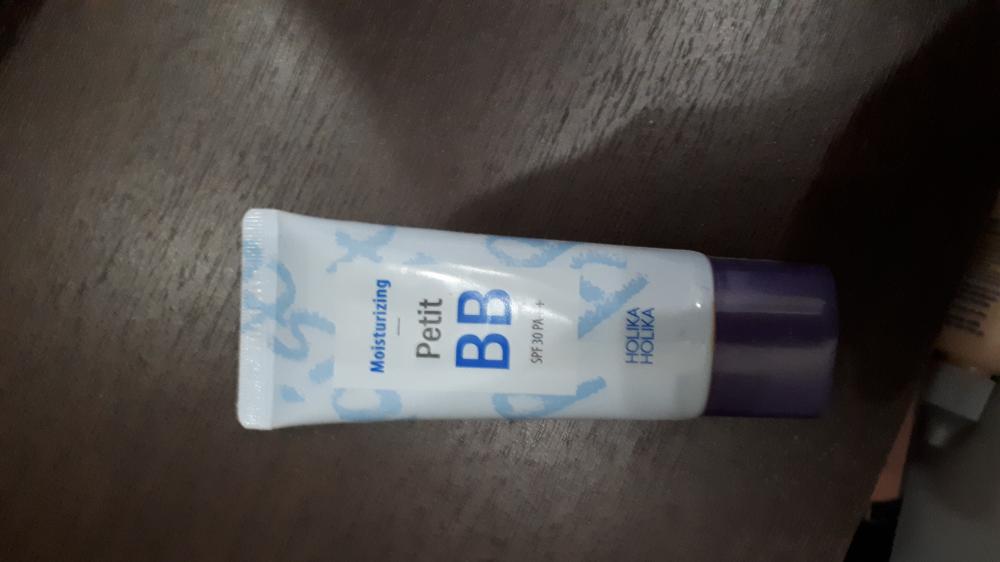 Moisturizing
Petit
BB
SPF 30 PA++
HOLIKA
HOLIKA